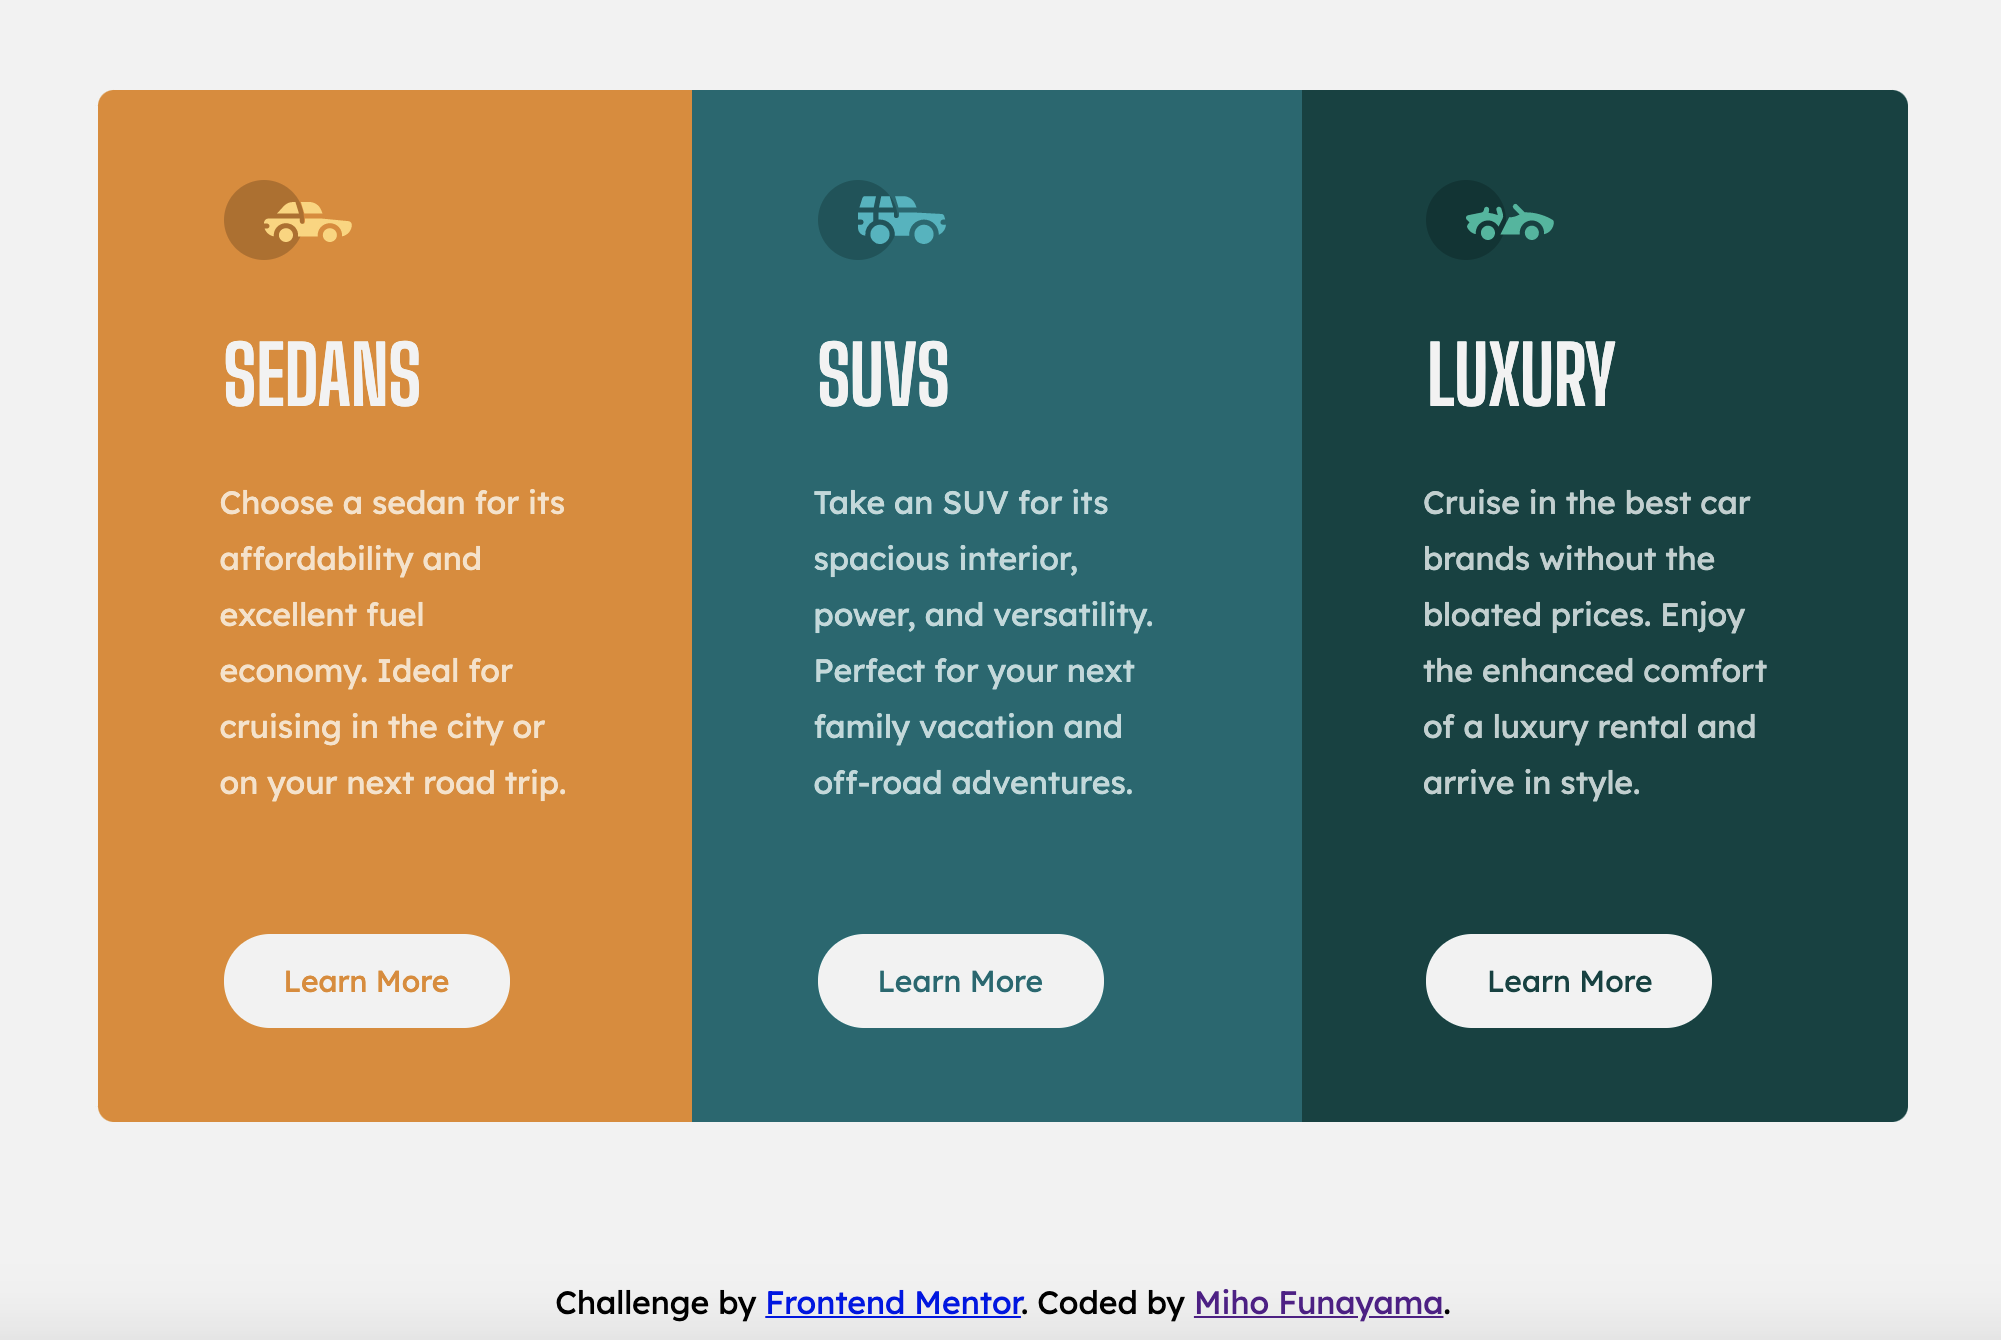 SEDANS
Choose a sedan for its
affordability and
excellent fuel
economy. Ideal for
cruising in the city or
on your next road trip.
Learn More
SUVS
Take an SUV for its
spacious interior,
power, and versatility.
Perfect for your next
family vacation and
off-road adventures.
Learn More
LUXURY
Cruise in the best car
brands without the
bloated prices. Enjoy
the enhanced comfort
of a luxury rental and
arrive in style.
Learn More
Challenge by Frontend Mentor. Coded by Miho Funayama.